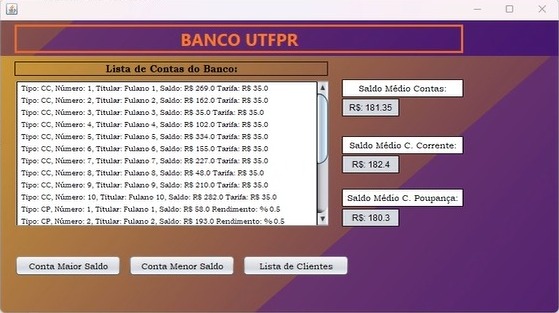 BANCO UTFPR
Lista de Contas do Banco:
Tipo: CC, Número: 1, Titular: Fulano 1, Saldo: R$ 269.0 Tarifa: R$ 35.0
Tipo: CC, Número: 2, Titular: Fulano 2, Saldo: R$ 162.0 Tarifa: R$ 35.0
Tipo: CC, Número: 3, Titular: Fulano 3, Saldo: R$ 35.0 Tarifa: R$ 35.0
Tipo: CC, Número: 4, Titular: Fulano 4, Saldo: R$ 102.0 Tarifa: R$ 35.0
Tipo: CC, Número: 5, Titular: Fulano 5, Saldo: R$ 334.0 Tarifa: R$ 35.0
Tipo: CC, Número: 6, Titular: Fulano 6, Saldo: R$ 155.0 Tarifa: R$ 35.0
Tipo: CC, Número: 7, Titular: Fulano 7, Saldo: R$ 227.0 Tarifa: R$ 35.0
Tipo: CC, Número: 8, Titular: Fulano 8, Saldo: R$ 48.0 Tarifa: R$ 35.0
Tipo: CC, Número: 9, Titular: Fulano 9, Saldo: R$ 210.0 Tarifa: R$ 35.0
Tipo: CC, Número: 10, Titular: Fulano 10, Saldo: R$ 282.0 Tarifa: R$ 35.0
Tipo: CP, Número: 1, Titular: Fulano 1, Saldo: R$ 58.0 Rendimento: % 0.5
Tipo: CP, Número: 2, Titular: Fulano 2, Saldo: R$ 193.0 Rendimento: % 0.5
Saldo Médio Contas:
R$: 181.35
Saldo Médio C. Corrente:
R$: 182.4
Saldo Médio C. Poupança:
R$: 180.3
Conta Maior Saldo
Conta Menor Saldo
Lista de Clientes